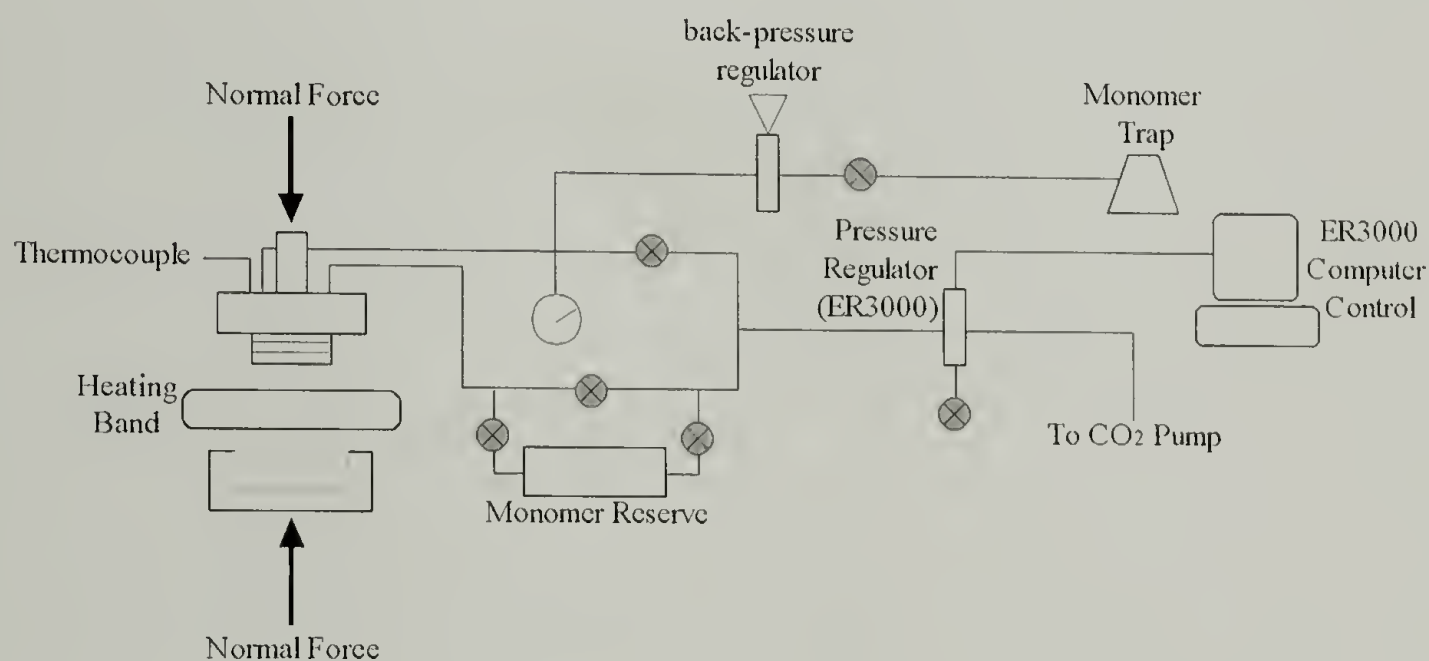 back-pressure
regulator
Normal Force
Monomer
Trap
Thermocouple
Pressure
Regulator
(ER3000)
ER3000
Computer
Control
Heating
Band
To CO2 Pump
Monomer Reserve
Normal Force